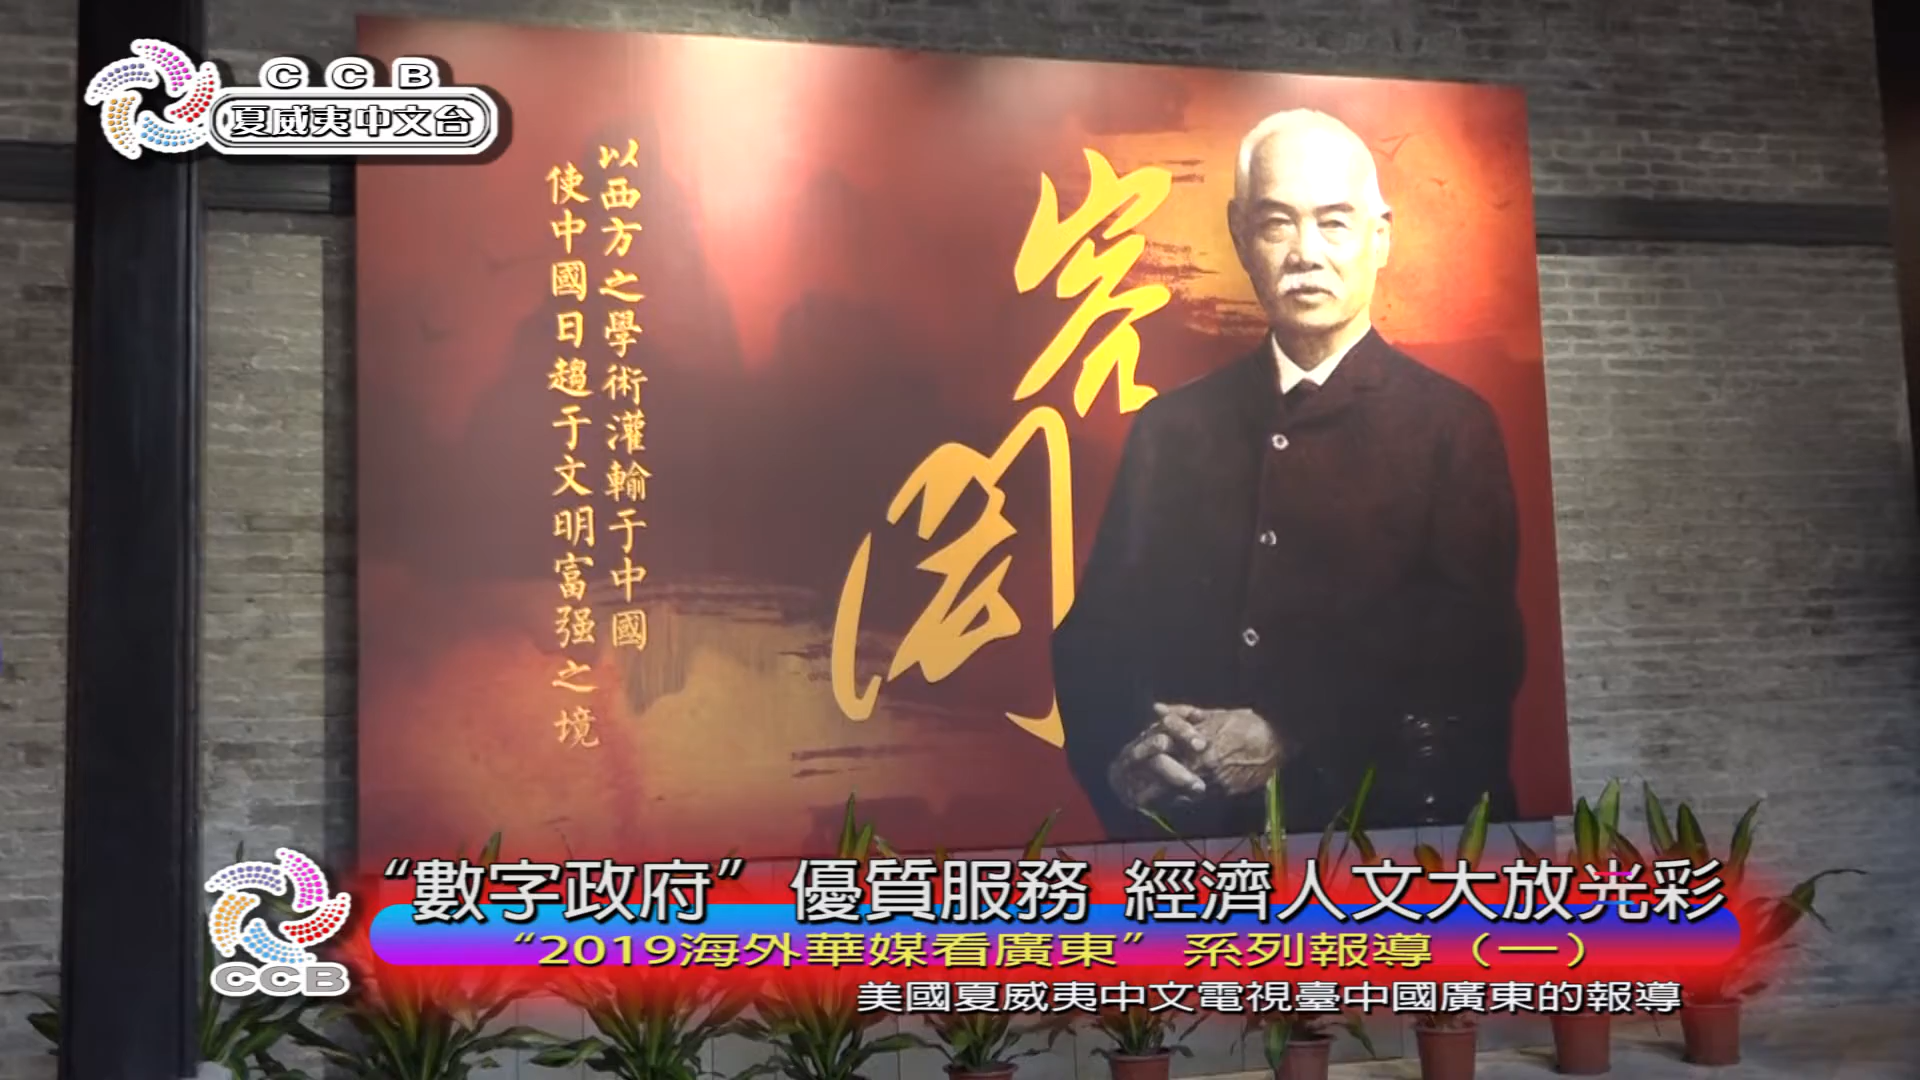 CCB
夏威夷中文台
以西方之學術灌輸于中國
使中國日趨于文明富强之境
容閎
“數字政府” 優質服務 經濟人文大放光彩
“2019海外華媒看廣東” 系列報導（一）
美國夏威夷中文電視臺中國廣東的報導
CCB